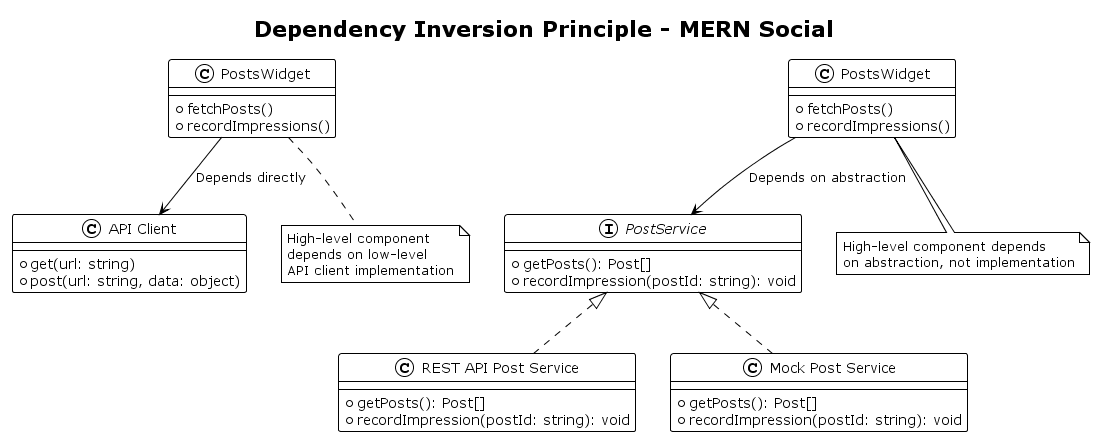 Dependency Inversion Principle - MERN Social
C PostsWidget
fetchPosts()
recordImpressions()
C PostsWidget
fetchPosts()
recordImpressions()
Depends directly
Depends on abstraction
C API Client
get(url: string)
post(url: string, data: object)
High-level component
depends on low-level
API client implementation
I PostService
getPosts(): Post[]
recordImpression(postId: string): void
High-level component depends
on abstraction, not implementation
C REST API Post Service
getPosts(): Post[]
recordImpression(postId: string): void
C Mock Post Service
getPosts(): Post[]
recordImpression(postId: string): void